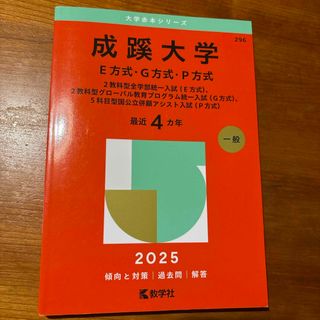 大学赤本シリーズ
296
成蹊大学
E方式・G方式・P方式
2教科型全学部統一入試(E方式)、
2教科型グローバル教育プログラム統一入試(G方式)、
5科目型国公立併願アシスト入試(P方式)
最近4カ年
一般
2025
傾向と対策|過去問|解答
教学社